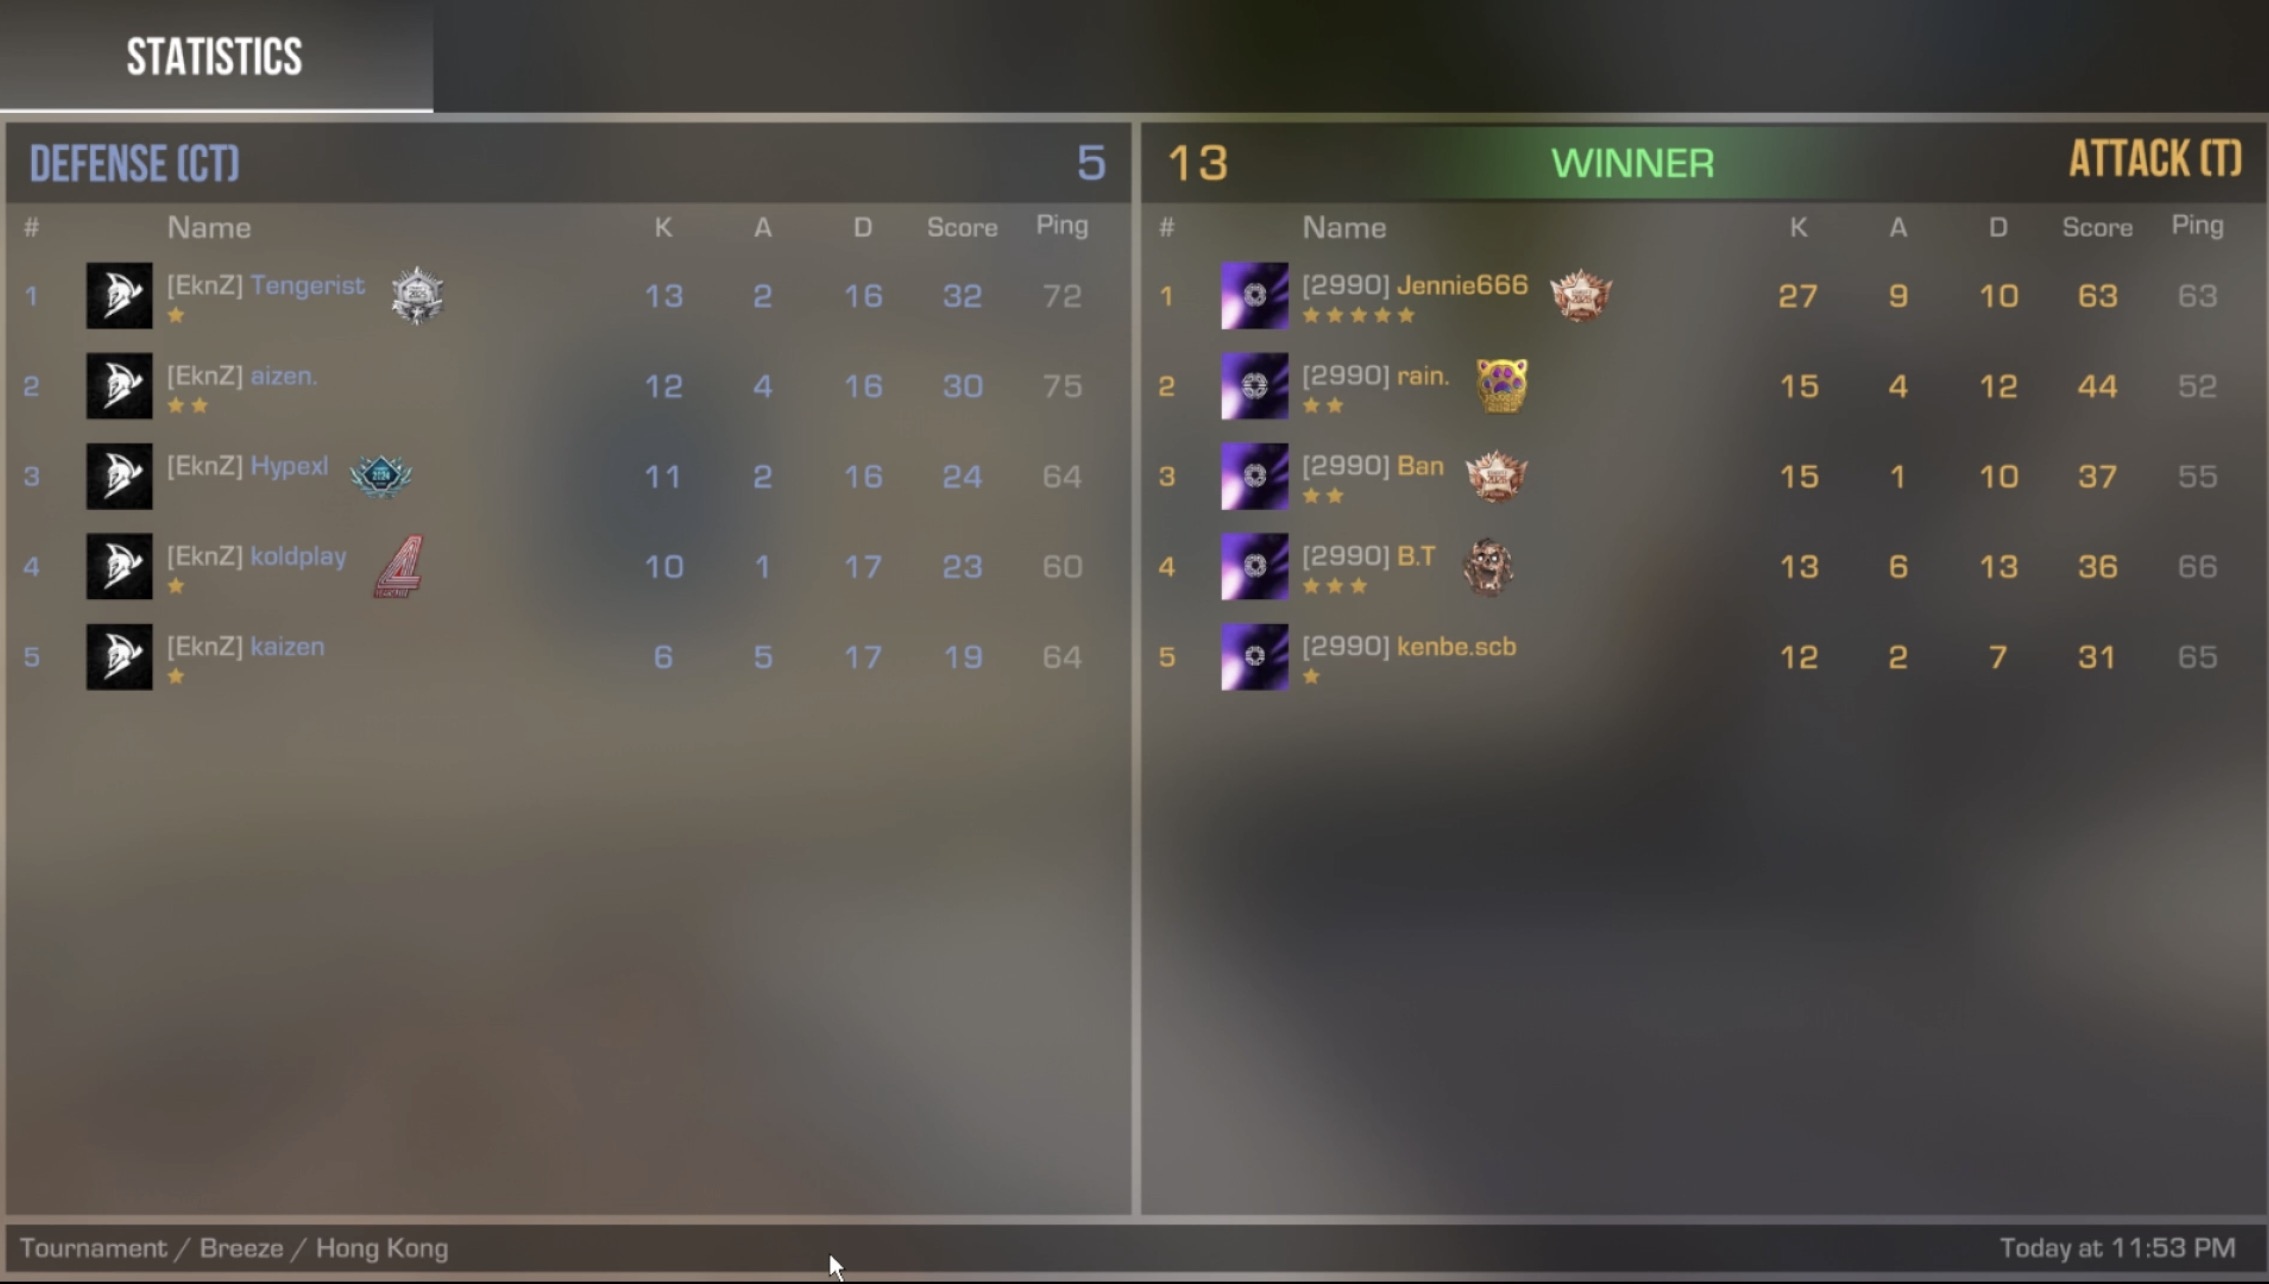 STATISTICS
DEFENSE (CT) 5
# Name K A D Score Ping
1 [EknZ] Tengerist 13 2 16 32 72
2 [EknZ] aizen. 12 4 16 30 75
3 [EknZ] Hypexl 11 2 16 24 64
4 [EknZ] koldplay 10 1 17 23 60
5 [EknZ] kaizen 6 5 17 19 64
13 WINNER ATTACK (T)
# Name K A D Score Ping
1 [2990] Jennie666 27 9 10 63 63
2 [2990] rain. 15 4 12 44 52
3 [2990] Ban 15 1 10 37 55
4 [2990] B.T 13 6 13 36 66
5 [2990] kenbe.scb 12 2 7 31 65
Tournament / Breeze / Hong Kong
Today at 11:53 PM